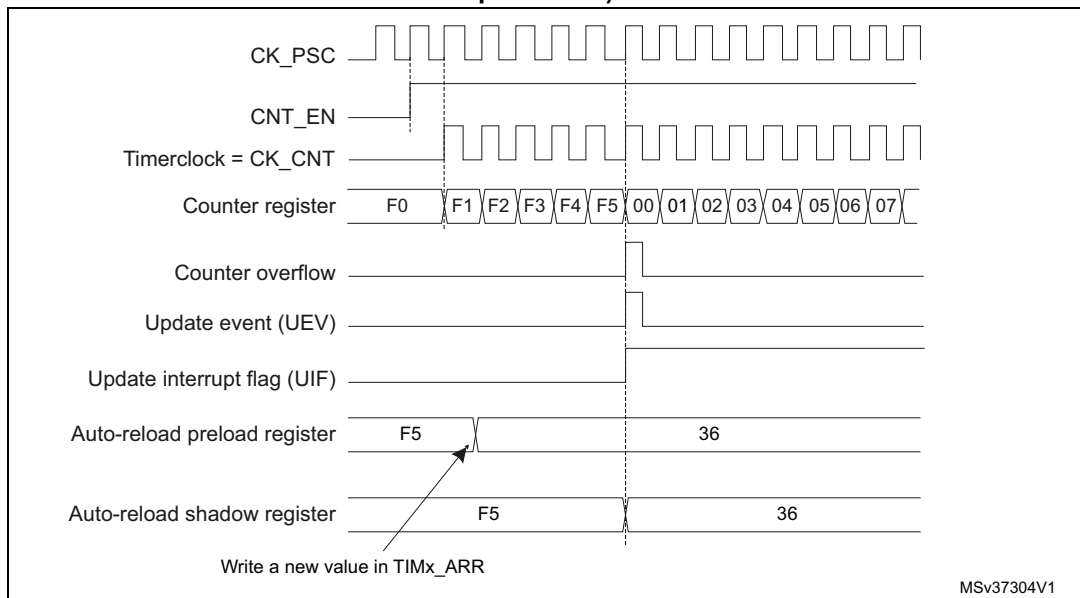 CK_PSC
CNT_EN
Timerclock = CK_CNT
Counter register F0 F1 F2 F3 F4 F5 00 01 02 03 04 05 06 07
Counter overflow
Update event (UEV)
Update interrupt flag (UIF)
Auto-reload preload register F5 36
Auto-reload shadow register F5 36
Write a new value in TIMx_ARR
MSv37304V1